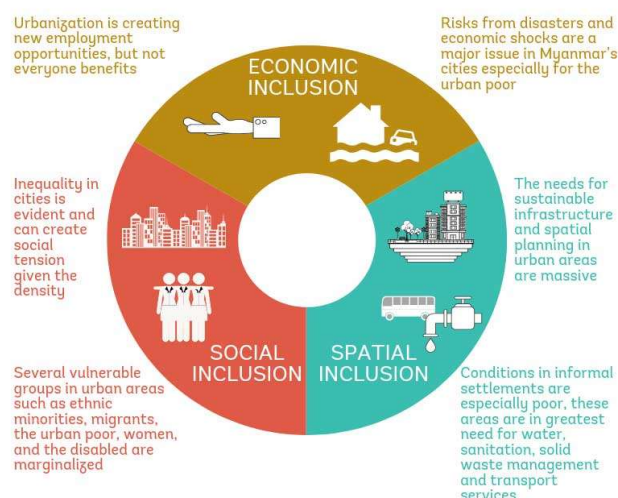 Urbanization is creating
new employment
opportunities, but not
everyone benefits
Risks from disasters and
economic shocks are a
major issue in Myanmar's
cities especially for the
urban poor
ECONOMIC
INCLUSION
Inequality in
cities is
evident and
can create
social
tension
given the
density
The needs for
sustainable
infrastructure
and spatial
planning in
urban areas
are massive
SOCIAL
INCLUSION
SPATIAL
INCLUSION
Several vulnerable
groups in urban areas
such as ethnic
minorities, migrants,
the urban poor, women,
and the disabled are
marginalized
Conditions in informal
settlements are
especially poor, these
areas are in greatest
need for water,
sanitation, solid
waste management
and transport
services